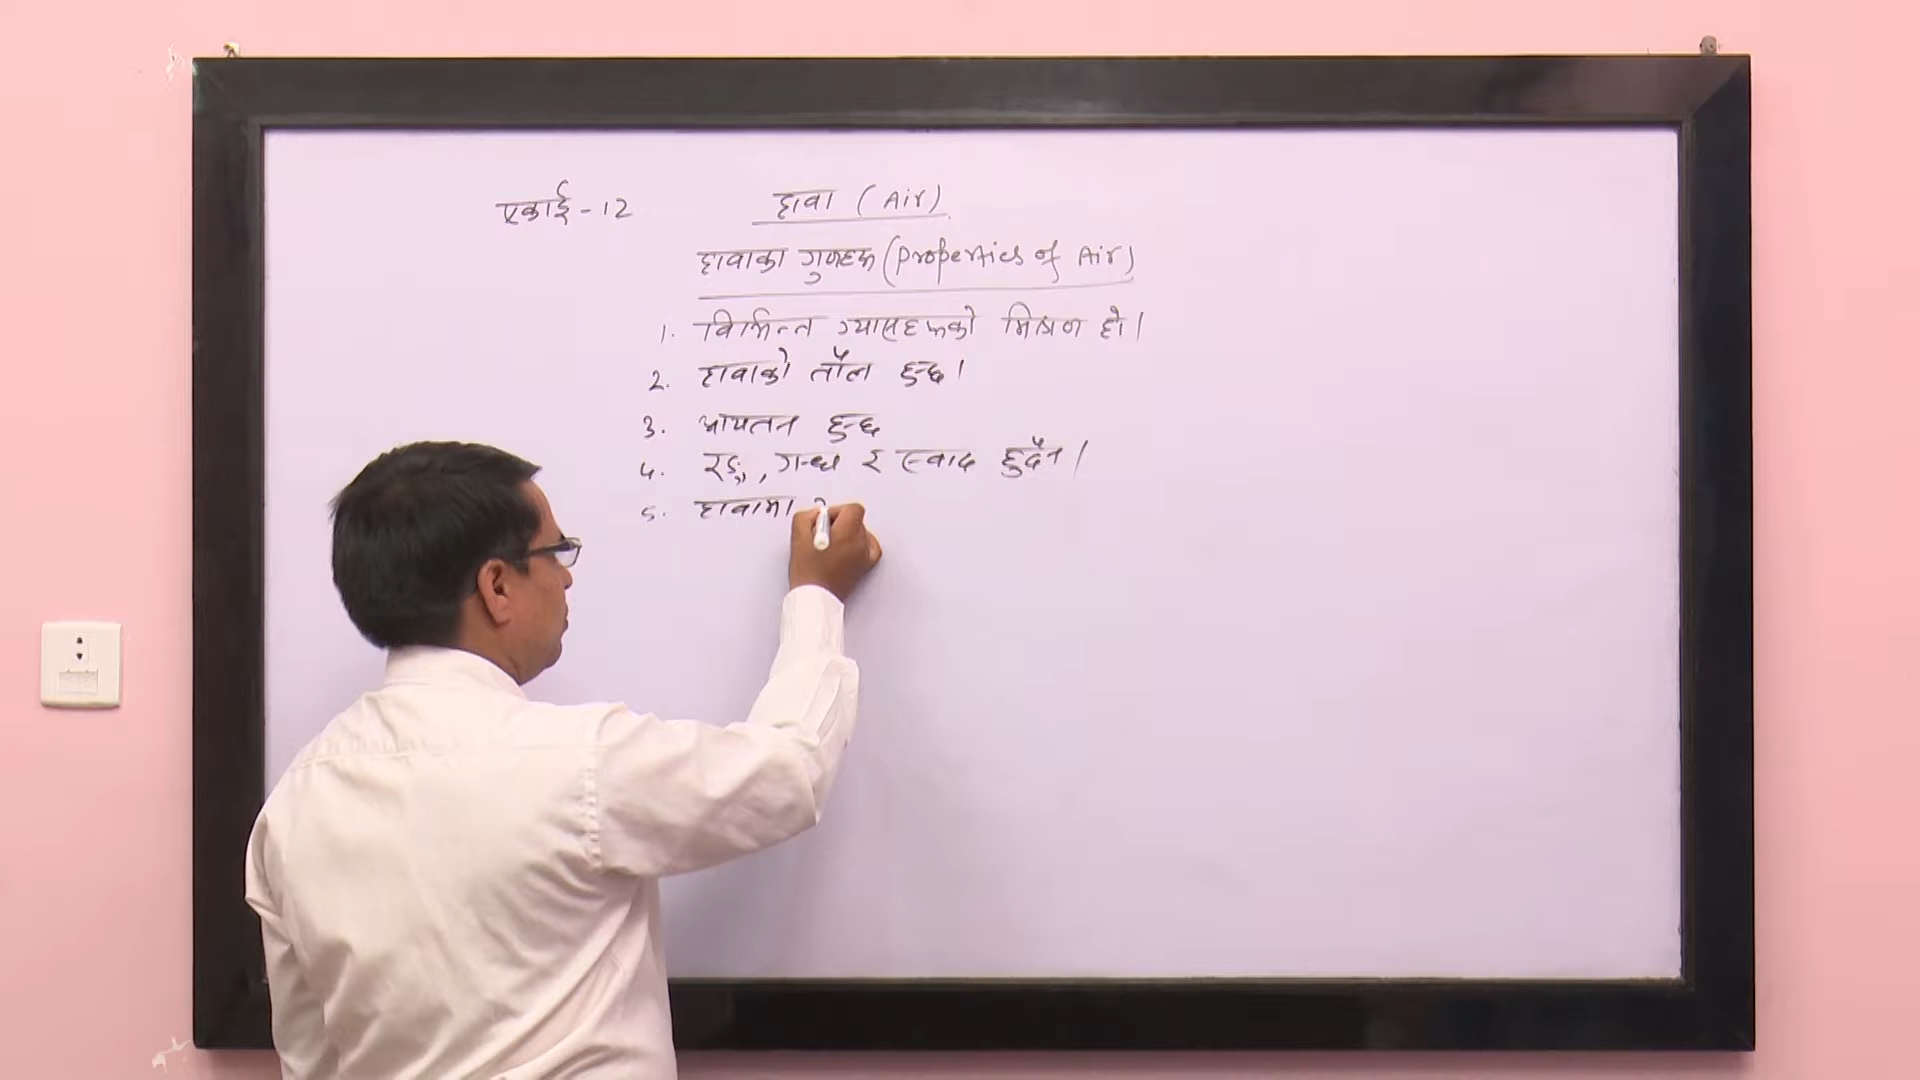 एकाई - 12 हावा (Air)
हावाका गुणहरू (Properties of Air)
1. विभिन्न ग्यासहरूको मिश्रण हो।
2. हावाको तौल हुन्छ।
3. आयतन हुन्छ
4. रङ्ग, गन्ध र स्वाद हुदैन।
5. हावामा